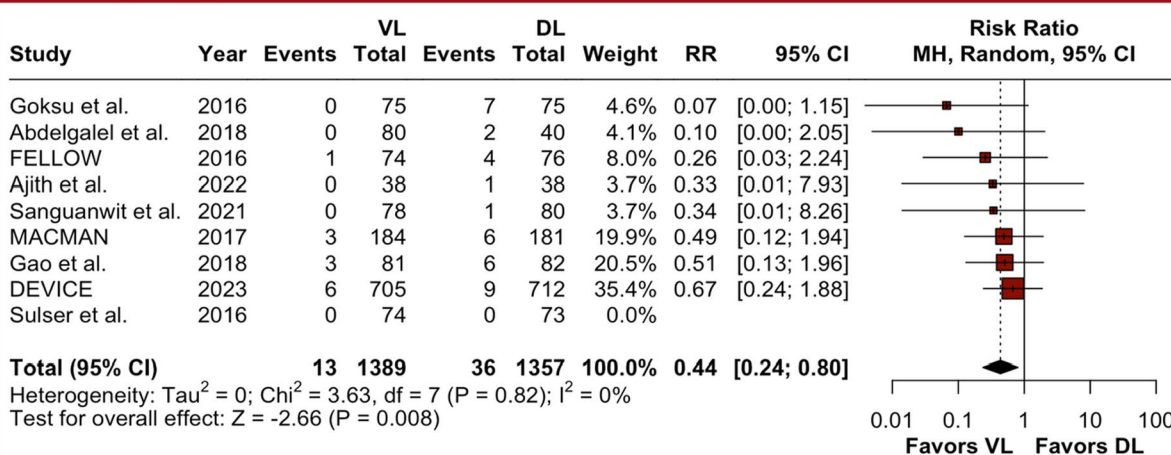 VL DL Risk Ratio
Study Year Events Total Events Total Weight RR 95% CI MH, Random, 95% CI
Goksu et al. 2016 0 75 7 75 4.6% 0.07 [0.00; 1.15]
Abdelgalel et al. 2018 0 80 2 40 4.1% 0.10 [0.00; 2.05]
FELLOW 2016 1 74 4 76 8.0% 0.26 [0.03; 2.24]
Ajith et al. 2022 0 38 1 38 3.7% 0.33 [0.01; 7.93]
Sanguanwit et al. 2021 0 78 1 80 3.7% 0.34 [0.01; 8.26]
MACMAN 2017 3 184 6 181 19.9% 0.49 [0.12; 1.94]
Gao et al. 2018 3 81 6 82 20.5% 0.51 [0.13; 1.96]
DEVICE 2023 6 705 9 712 35.4% 0.67 [0.24; 1.88]
Sulser et al. 2016 0 74 0 73 0.0%
Total (95% CI) 13 1389 36 1357 100.0% 0.44 [0.24; 0.80]
Heterogeneity: Tau² = 0; Chi² = 3.63, df = 7 (P = 0.82); I² = 0%
Test for overall effect: Z = -2.66 (P = 0.008)
0.01 0.1 1 10 100
Favors VL Favors DL